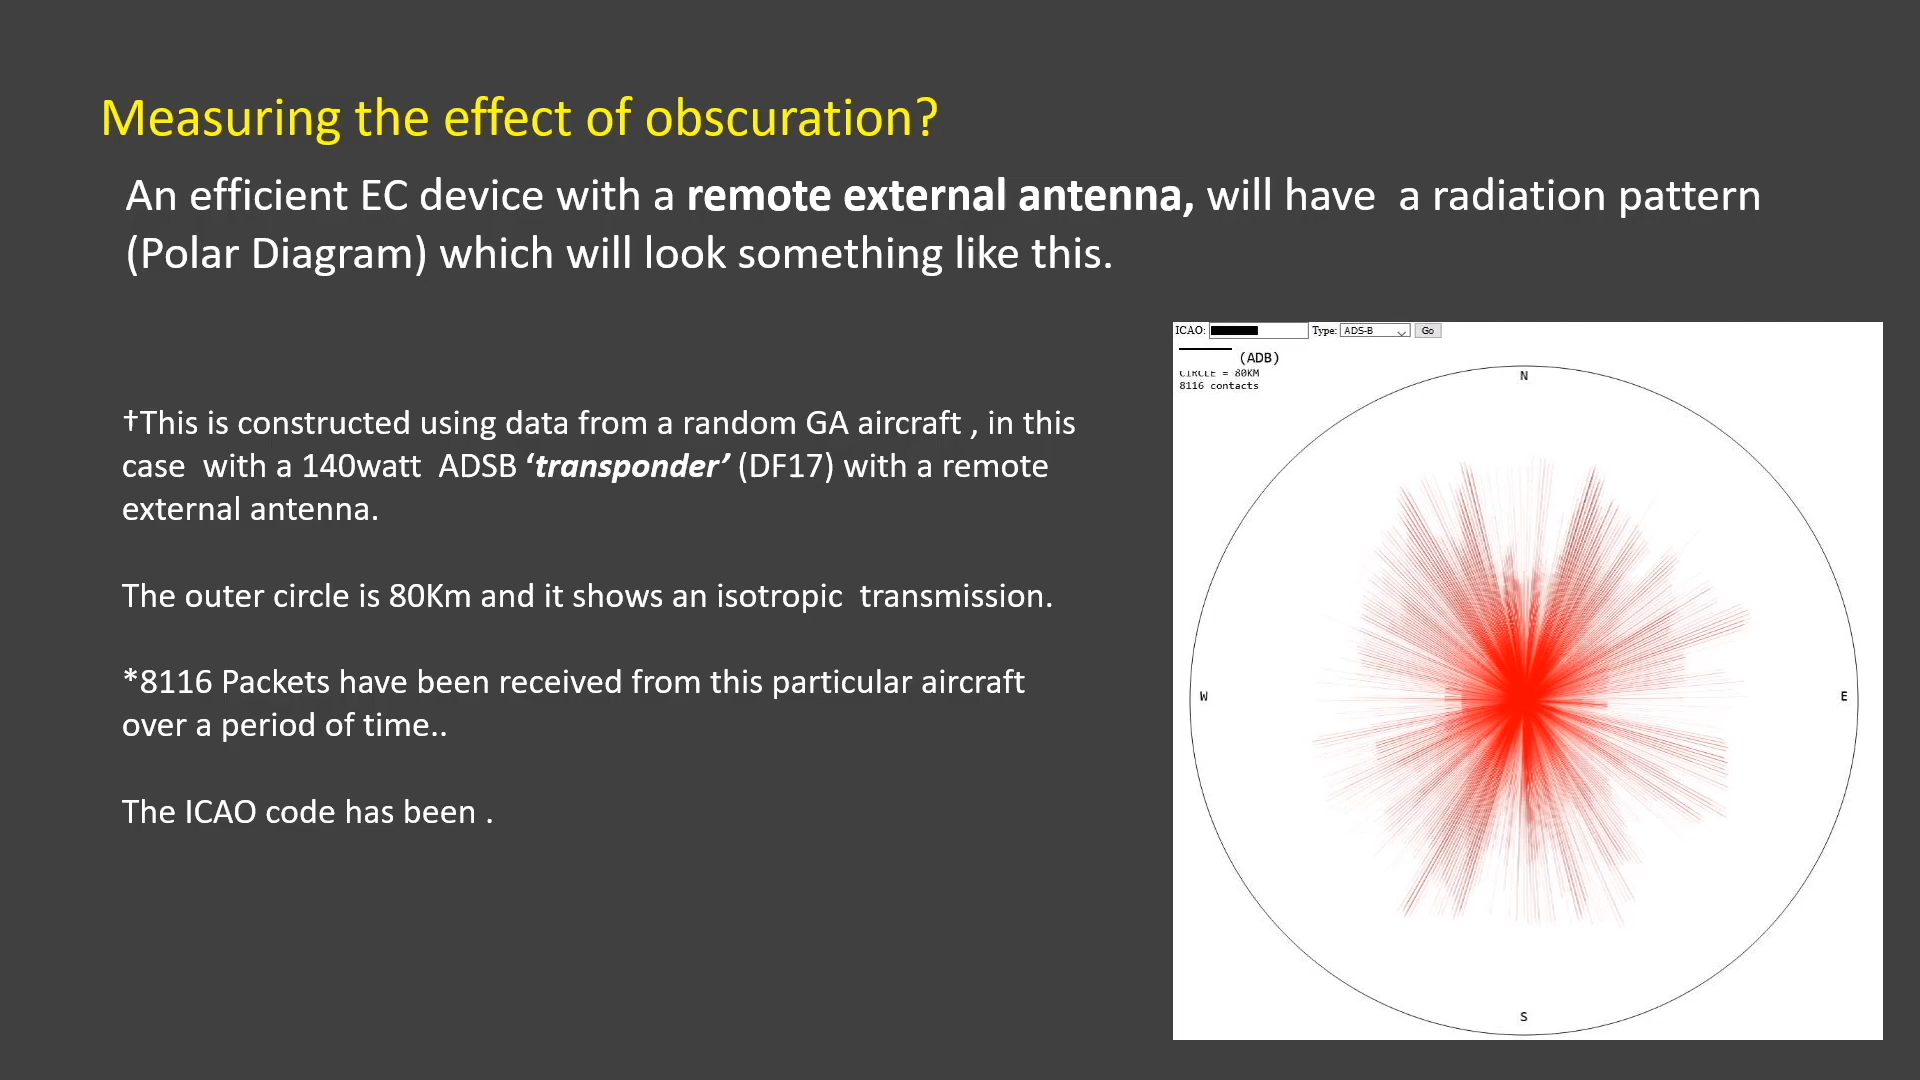 Measuring the effect of obscuration?
An efficient EC device with a remote external antenna, will have  a radiation pattern
(Polar Diagram) which will look something like this.
†This is constructed using data from a random GA aircraft , in this
case  with a 140watt  ADSB ‘transponder’ (DF17) with a remote
external antenna.
The outer circle is 80Km and it shows an isotropic  transmission.
*8116 Packets have been received from this particular aircraft
over a period of time..
The ICAO code has been .
ICAO: Type: ADS-B Go
(ADB)
CIRCLE = 80KM
8116 contacts
N
W
E
S